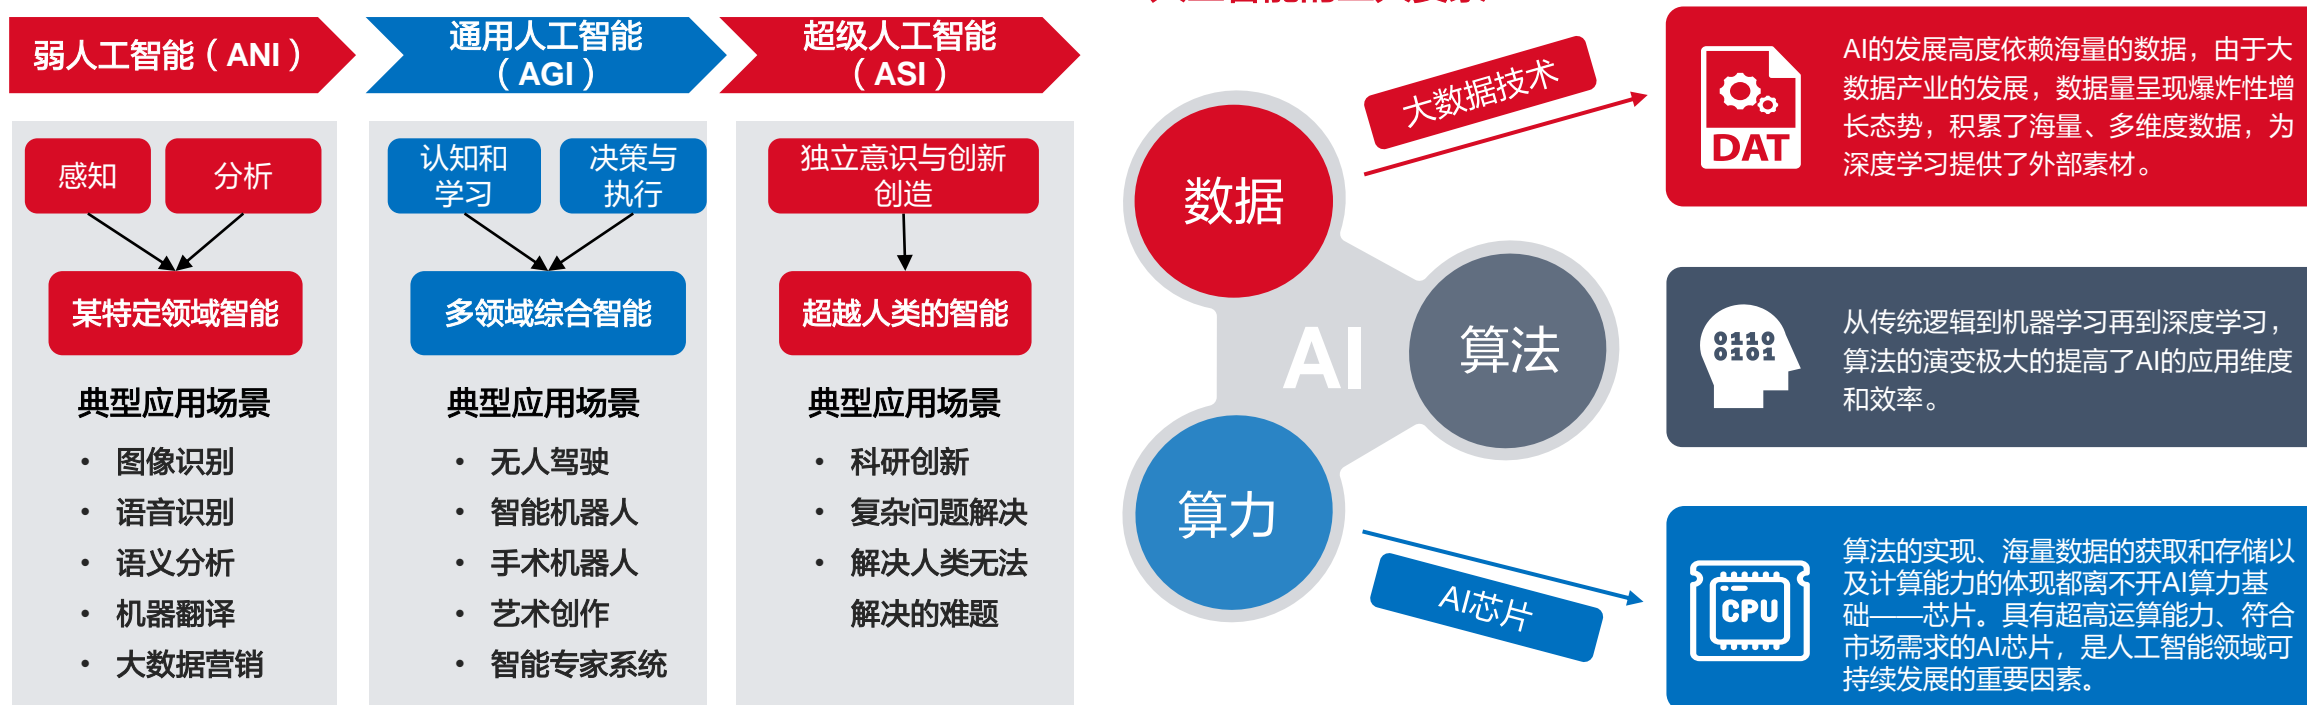 弱人工智能（ANI）
感知
分析
某特定领域智能
典型应用场景
• 图像识别
• 语音识别
• 语义分析
• 机器翻译
• 大数据营销
通用人工智能
（AGI）
认知和
学习
决策与
执行
多领域综合智能
典型应用场景
• 无人驾驶
• 智能机器人
• 手术机器人
• 艺术创作
• 智能专家系统
超级人工智能
（ASI）
独立意识与创新
创造
超越人类的智能
典型应用场景
• 科研创新
• 复杂问题解决
• 解决人类无法
解决的难题
数据
AI
算法
算力
大数据技术
AI芯片
DAT
AI的发展高度依赖海量的数据，由于大
数据产业的发展，数据量呈现爆炸性增
长态势，积累了海量、多维度数据，为
深度学习提供了外部素材。
0110
0101
从传统逻辑到机器学习再到深度学习，
算法的演变极大的提高了AI的应用维度
和效率。
CPU
算法的实现、海量数据的获取和存储以
及计算能力的体现都离不开AI算力基
础——芯片。具有超高运算能力、符合
市场需求的AI芯片，是人工智能领域可
持续发展的重要因素。